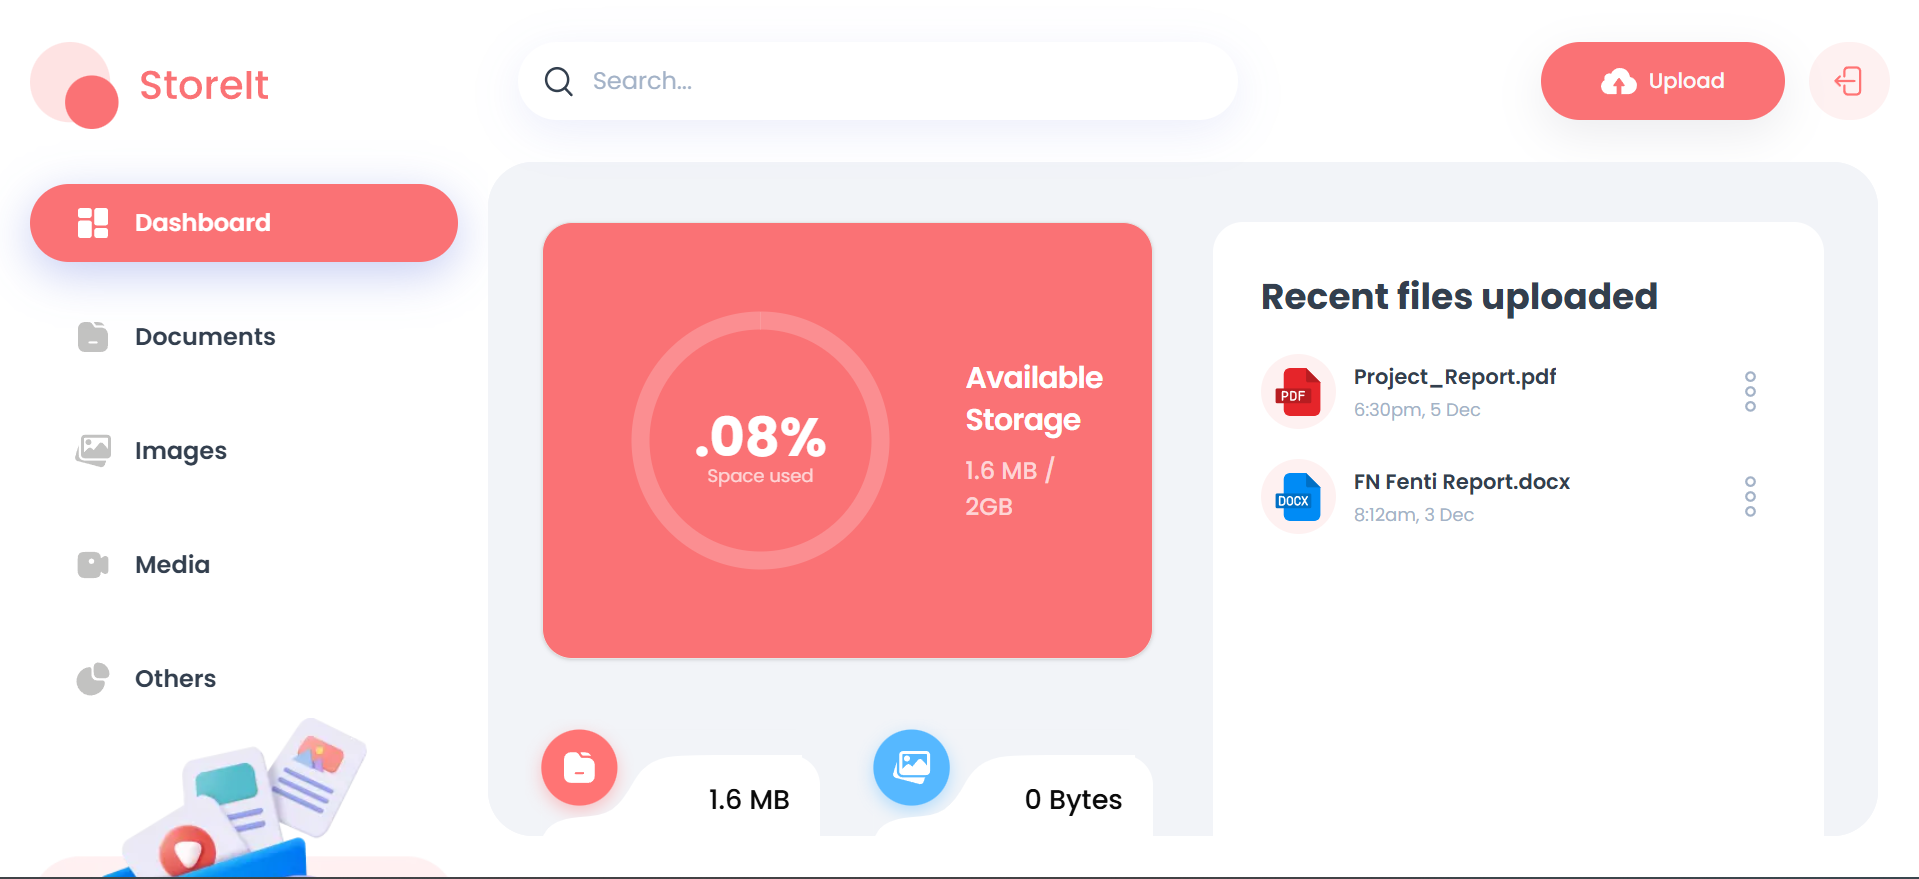 StoreIt
Search...
Upload
Dashboard
Documents
Images
Media
Others
.08%
Space used
Available
Storage
1.6 MB /
2GB
1.6 MB
0 Bytes
Recent files uploaded
PDF
Project_Report.pdf
6:30pm, 5 Dec
DOCX
FN Fenti Report.docx
8:12am, 3 Dec